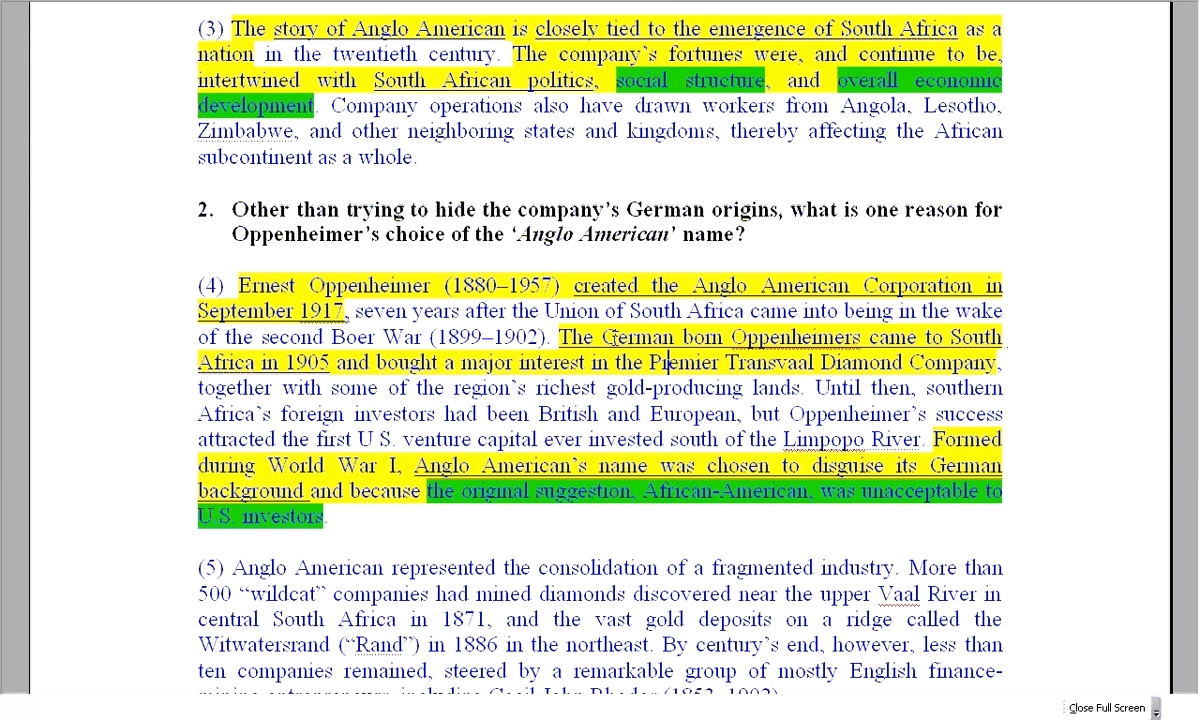 (3) The story of Anglo American is closely tied to the emergence of South Africa as a
nation in the twentieth century. The company's fortunes were, and continue to be,
intertwined with South African politics, social structure, and overall economic
development. Company operations also have drawn workers from Angola, Lesotho,
Zimbabwe, and other neighboring states and kingdoms, thereby affecting the African
subcontinent as a whole.
2. Other than trying to hide the company's German origins, what is one reason for
Oppenheimer's choice of the 'Anglo American' name?
(4) Ernest Oppenheimer (1880–1957) created the Anglo American Corporation in
September 1917, seven years after the Union of South Africa came into being in the wake
of the second Boer War (1899–1902). The German born Oppenheimers came to South
Africa in 1905 and bought a major interest in the Premier Transvaal Diamond Company,
together with some of the region's richest gold-producing lands. Until then, southern
Africa's foreign investors had been British and European, but Oppenheimer's success
attracted the first U S. venture capital ever invested south of the Limpopo River. Formed
during World War I, Anglo American's name was chosen to disguise its German
background and because the original suggestion, African-American, was unacceptable to
U.S. investors.
(5) Anglo American represented the consolidation of a fragmented industry. More than
500 “wildcat” companies had mined diamonds discovered near the upper Vaal River in
central South Africa in 1871, and the vast gold deposits on a ridge called the
Witwatersrand (“Rand”) in 1886 in the northeast. By century's end, however, less than
ten companies remained, steered by a remarkable group of mostly English finance-
mining entrepreneurs, including Cecil John Rhodes (1853–1902)
Close Full Screen